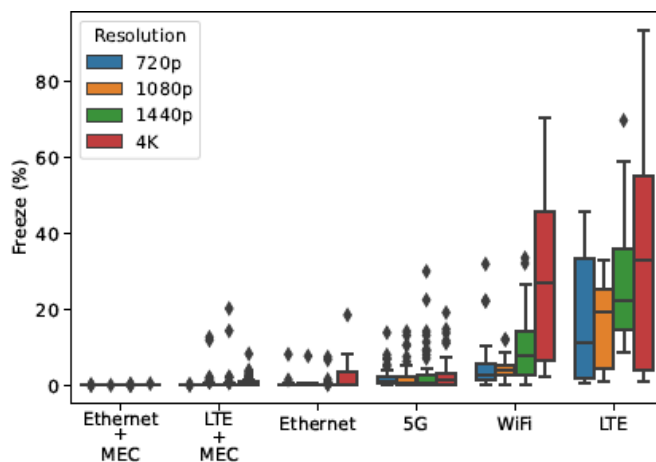 Resolution
720p
1080p
1440p
4K
Freeze (%)
80
60
40
20
0
Ethernet
+
MEC
LTE
+
MEC
Ethernet
5G
WiFi
LTE